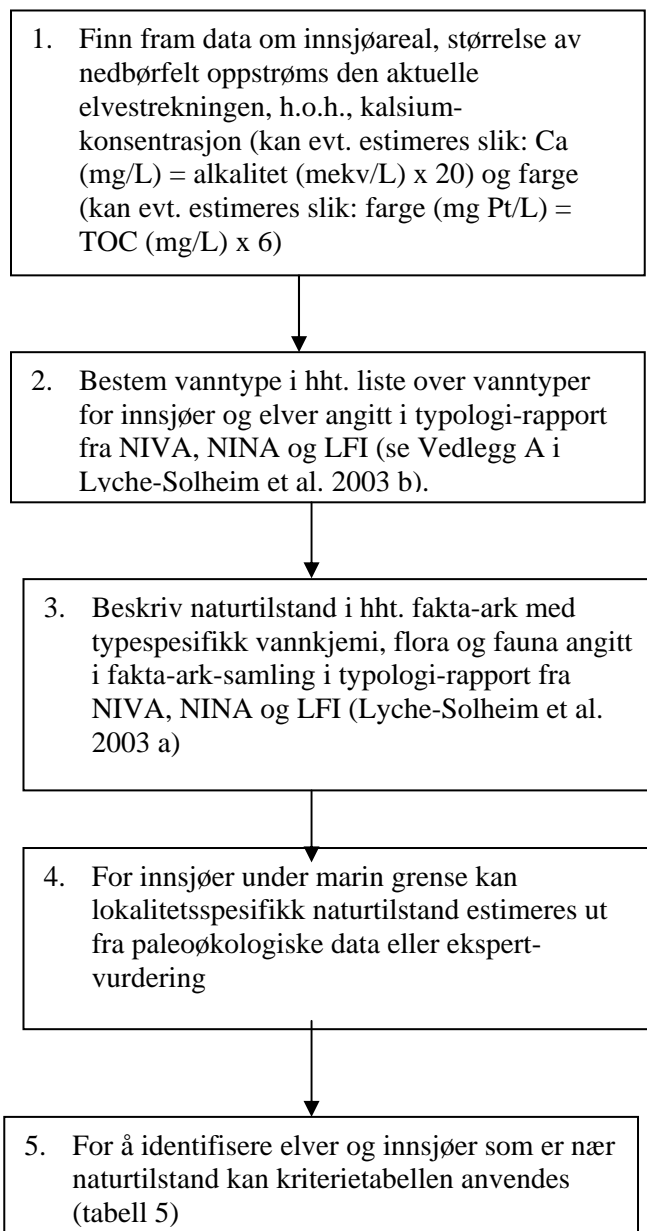 1. Finn fram data om innsjøareal, størrelse av
nedbørfelt oppstrøms den aktuelle
elvestrekningen, h.o.h., kalsium-
konsentrasjon (kan evt. estimeres slik: Ca
(mg/L) = alkalitet (mekv/L) x 20) og farge
(kan evt. estimeres slik: farge (mg Pt/L) =
TOC (mg/L) x 6)
2. Bestem vanntype i hht. liste over vanntyper
for innsjøer og elver angitt i typologi-rapport
fra NIVA, NINA og LFI (se Vedlegg A i
Lyche-Solheim et al. 2003 b).
3. Beskriv naturtilstand i hht. fakta-ark med
typespesifikk vannkjemi, flora og fauna angitt
i fakta-ark-samling i typologi-rapport fra
NIVA, NINA og LFI (Lyche-Solheim et al.
2003 a)
4. For innsjøer under marin grense kan
lokalitetsspesifikk naturtilstand estimeres ut
fra paleoøkologiske data eller ekspert-
vurdering
5. For å identifisere elver og innsjøer som er nær
naturtilstand kan kriterietabellen anvendes
(tabell 5)